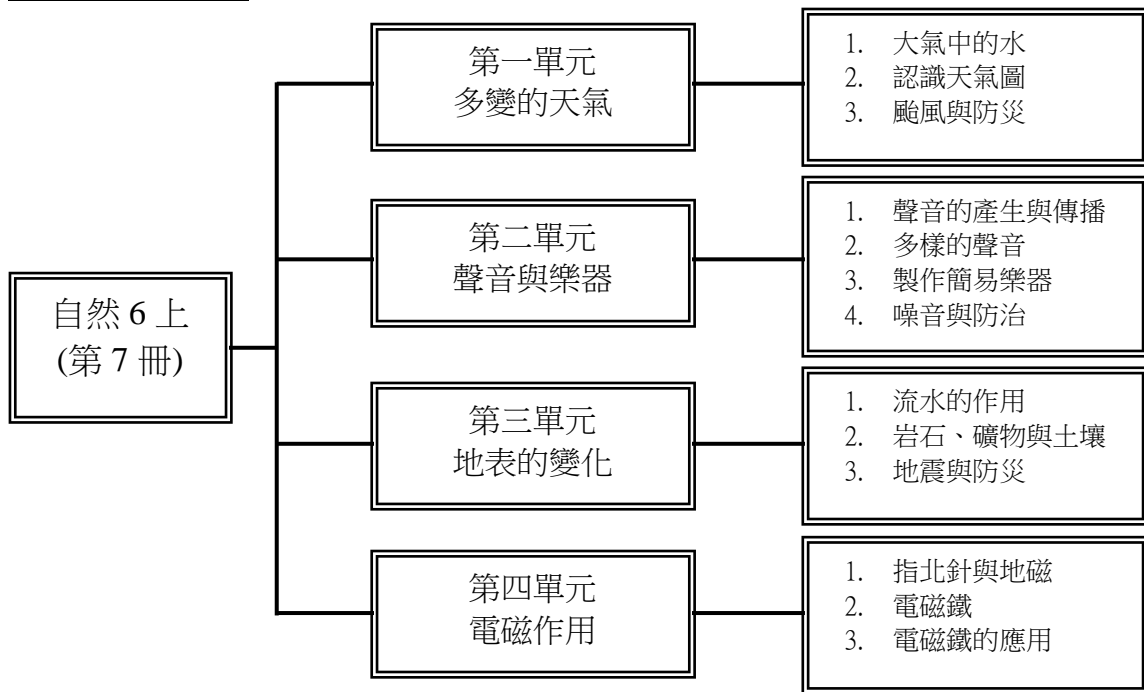 自然 6 上
(第 7 冊)
第一單元
多變的天氣
1. 大氣中的水
2. 認識天氣圖
3. 颱風與防災
第二單元
聲音與樂器
1. 聲音的產生與傳播
2. 多樣的聲音
3. 製作簡易樂器
4. 噪音與防治
第三單元
地表的變化
1. 流水的作用
2. 岩石、礦物與土壤
3. 地震與防災
第四單元
電磁作用
1. 指北針與地磁
2. 電磁鐵
3. 電磁鐵的應用